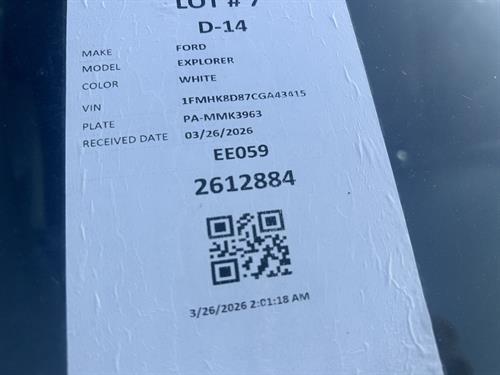 LOT # 7
D-14
MAKE FORD
MODEL EXPLORER
COLOR WHITE
VIN 1FMHK8D87CGA43415
PLATE PA-MMK3963
RECEIVED DATE 03/26/2026
EE059
2612884
3/26/2026 2:01:18 AM